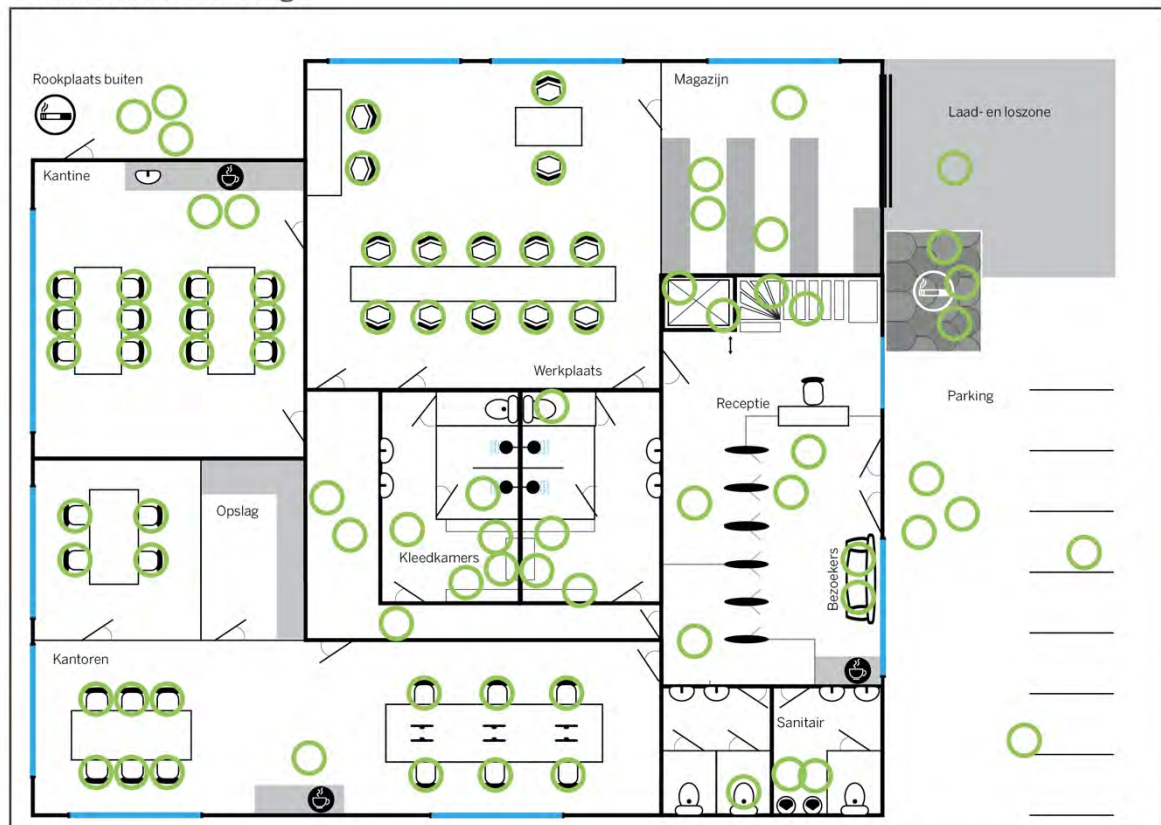 Rookplaats buiten
Magazijn
Laad- en loszone
Kantine
Werkplaats
Receptie
Parking
Opslag
Kleedkamers
Bezoekers
Kantoren
Sanitair